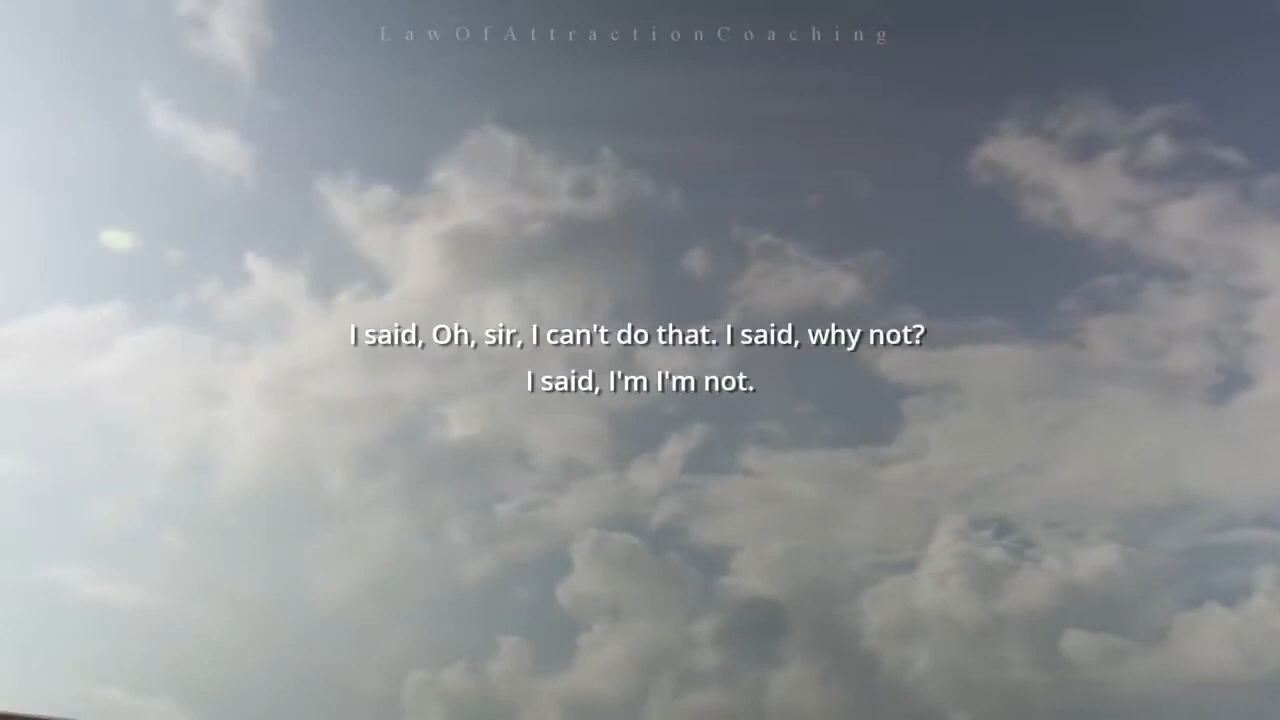 LawOfAttractionCoaching
I said, Oh, sir, I can't do that. I said, why not?
I said, I'm I'm not.